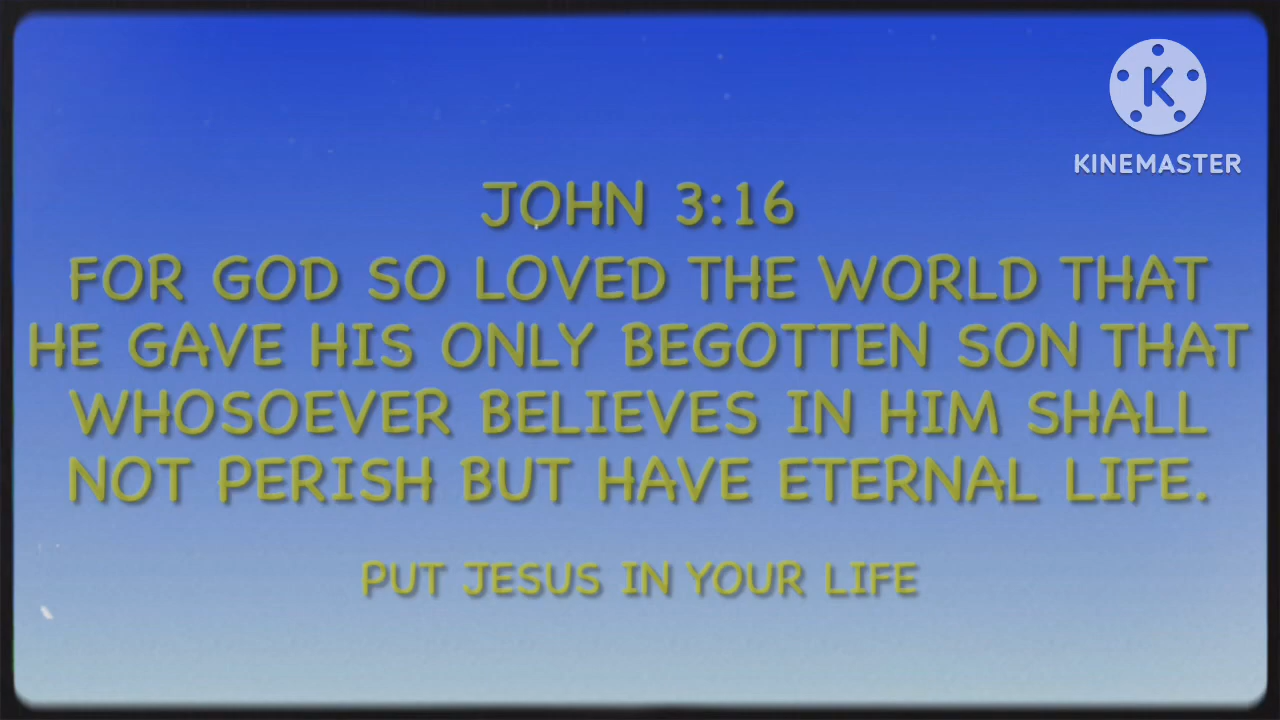 K
KINEMASTER
JOHN 3:16
FOR GOD SO LOVED THE WORLD THAT
HE GAVE HIS ONLY BEGOTTEN SON THAT
WHOSOEVER BELIEVES IN HIM SHALL
NOT PERISH BUT HAVE ETERNAL LIFE.
PUT JESUS IN YOUR LIFE